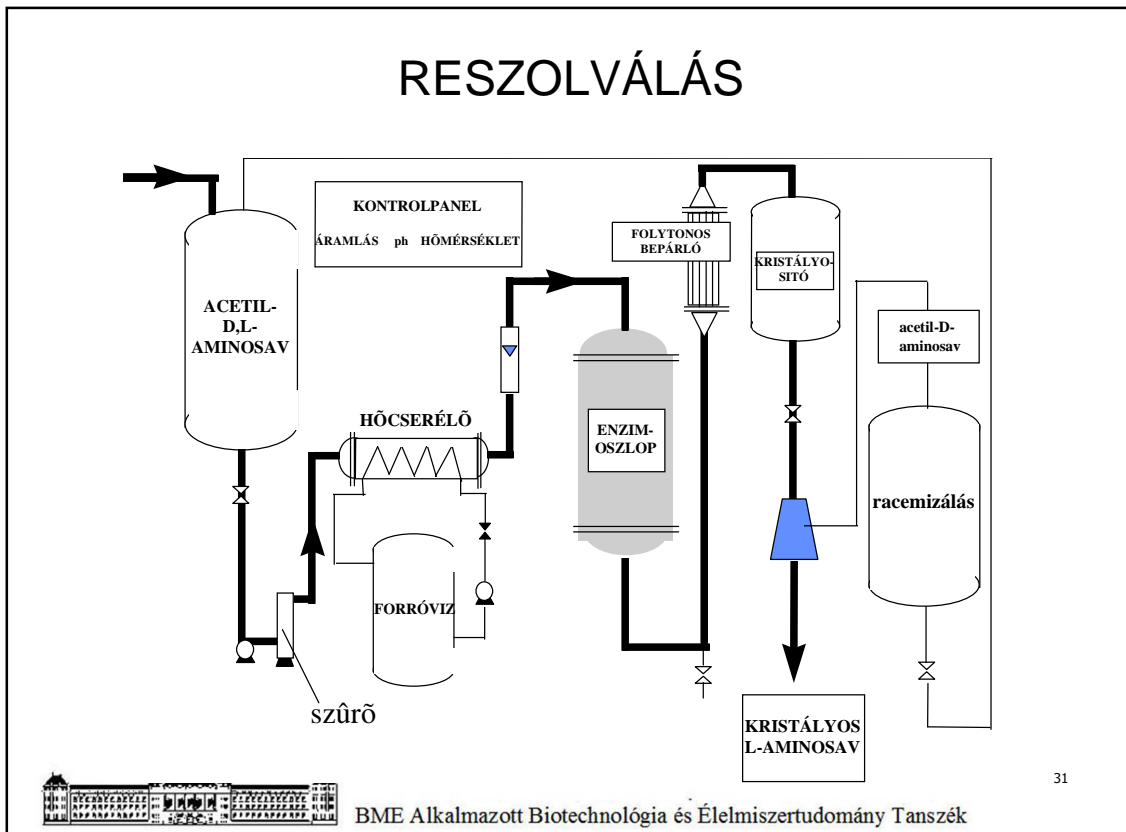 RESZOLVÁLÁS
KONTROLPANEL
ÁRAMLÁS ph HÕMÉRSÉKLET
FOLYTONOS
BEPÁRLÓ
KRISTÁLYO-
SITÓ
ACETIL-
D,L-
AMINOSAV
acetil-D-
aminosav
HÕCSERÉLÕ
ENZIM-
OSZLOP
racemizálás
FORRÓVIZ
szûrõ
KRISTÁLYOS
L-AMINOSAV
31
BME Alkalmazott Biotechnológia és Élelmiszertudomány Tanszék